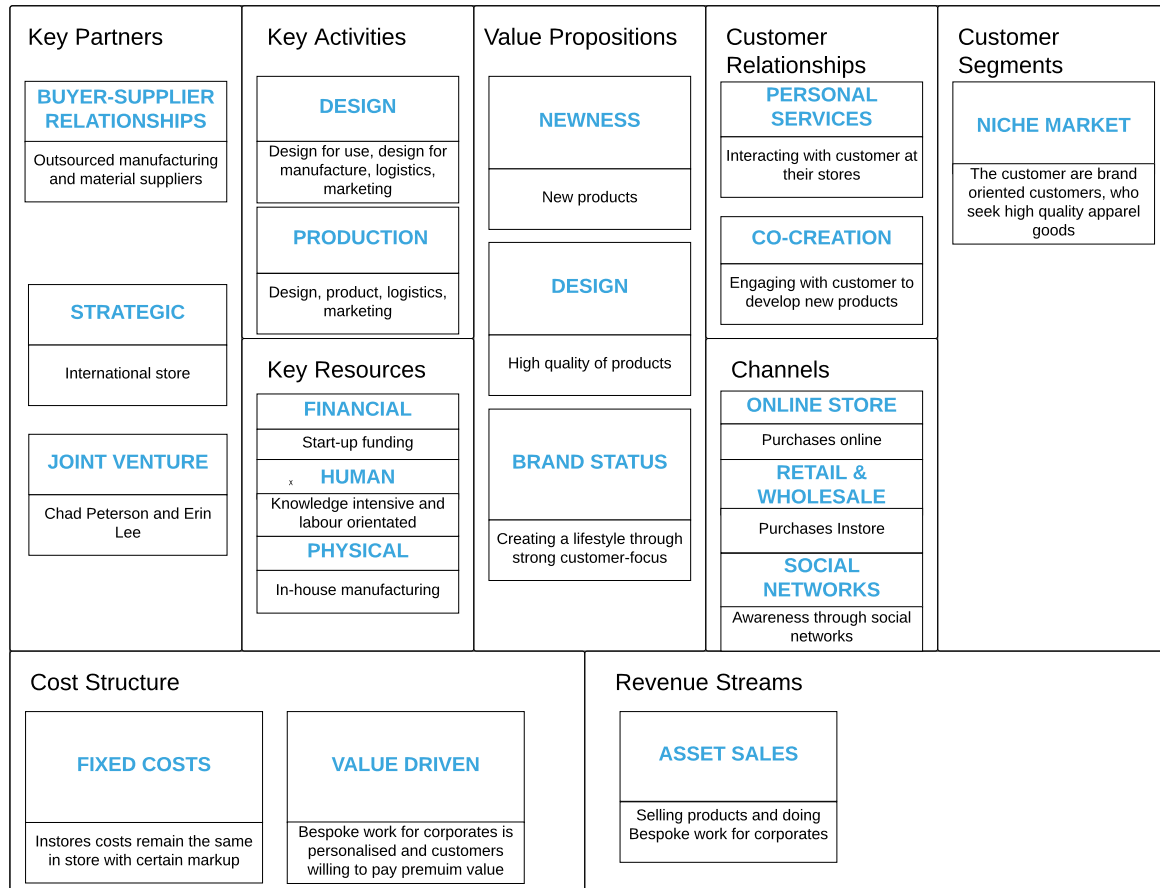 Key Partners
BUYER-SUPPLIER
RELATIONSHIPS
Outsourced manufacturing
and material suppliers
STRATEGIC
International store
JOINT VENTURE
Chad Peterson and Erin
Lee
Key Activities
DESIGN
Design for use, design for
manufacture, logistics,
marketing
PRODUCTION
Design, product, logistics,
marketing
Key Resources
FINANCIAL
Start-up funding
x
HUMAN
Knowledge intensive and
labour orientated
PHYSICAL
In-house manufacturing
Value Propositions
NEWNESS
New products
DESIGN
High quality of products
BRAND STATUS
Creating a lifestyle through
strong customer-focus
Customer
Relationships
PERSONAL
SERVICES
Interacting with customer at
their stores
CO-CREATION
Engaging with customer to
develop new products
Channels
ONLINE STORE
Purchases online
RETAIL &
WHOLESALE
Purchases Instore
SOCIAL
NETWORKS
Awareness through social
networks
Customer
Segments
NICHE MARKET
The customer are brand
oriented customers, who
seek high quality apparel
goods
Cost Structure
FIXED COSTS
Instores costs remain the same
in store with certain markup
VALUE DRIVEN
Bespoke work for corporates is
personalised and customers
willing to pay premuim value
Revenue Streams
ASSET SALES
Selling products and doing
Bespoke work for corporates